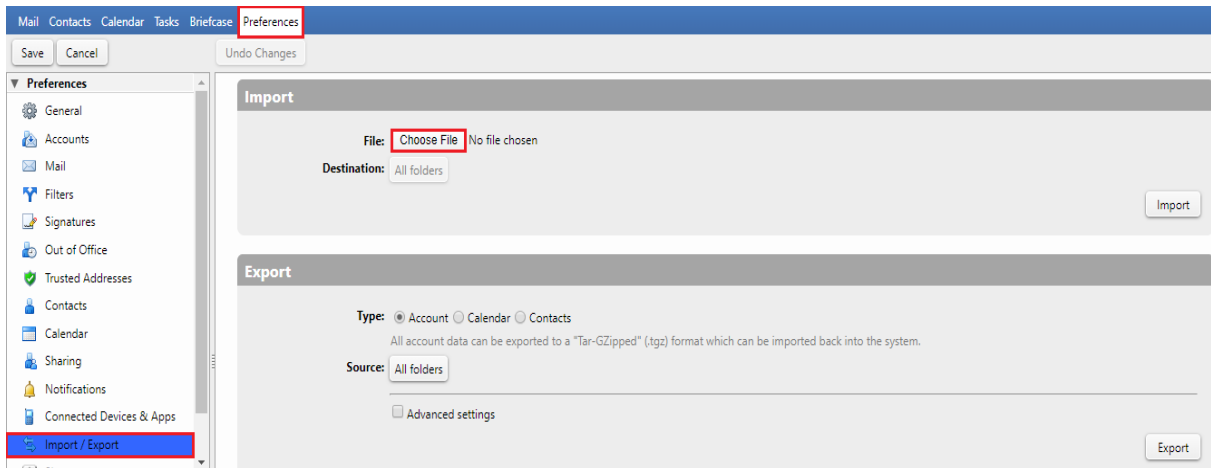 Mail Contacts Calendar Tasks Briefcase Preferences
Save Cancel Undo Changes
Preferences
General
Accounts
Mail
Filters
Signatures
Out of Office
Trusted Addresses
Contacts
Calendar
Sharing
Notifications
Connected Devices & Apps
Import / Export
Import
File: Choose File No file chosen
Destination: All folders
Import
Export
Type: Account Calendar Contacts
All account data can be exported to a "Tar-GZipped" (.tgz) format which can be imported back into the system.
Source: All folders
Advanced settings
Export